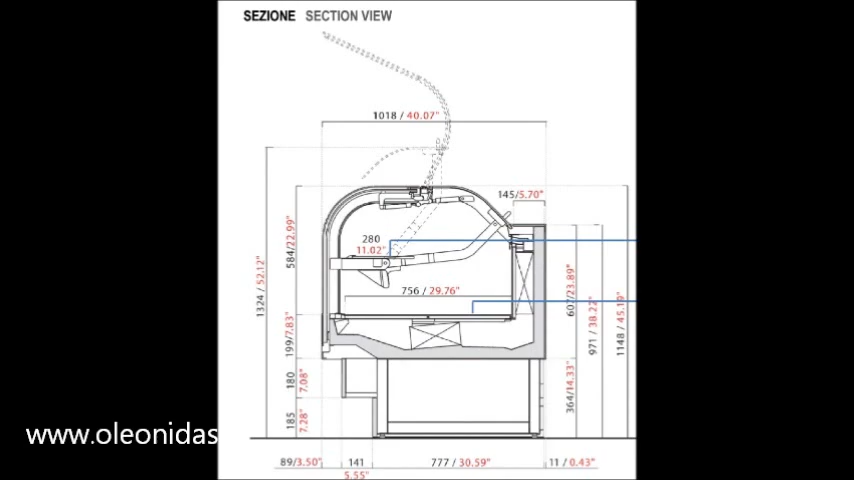 SEZIONE SECTION VIEW
1018 / 40.07"
145/5.70"
280
11.02"
584/22.99"
1324 / 52.12"
756 / 29.76"
607/23.89"
971 / 38.22"
1148 / 45.19"
199/7.83"
180
7.08"
364/14.33"
185
7.28"
www.oleonidas
89/3.50"
141
5.55"
777 / 30.59"
11 / 0.43"